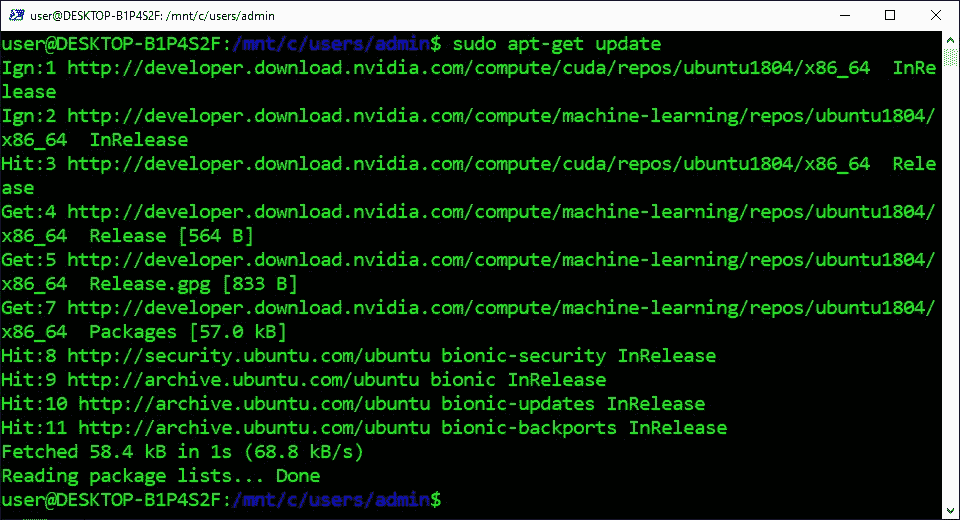 user@DESKTOP-B1P4S2F: /mnt/c/users/admin
user@DESKTOP-B1P4S2F:/mnt/c/users/admin$ sudo apt-get update
Ign:1 http://developer.download.nvidia.com/compute/cuda/repos/ubuntu1804/x86_64  InRe
lease
Ign:2 http://developer.download.nvidia.com/compute/machine-learning/repos/ubuntu1804/
x86_64  InRelease
Hit:3 http://developer.download.nvidia.com/compute/cuda/repos/ubuntu1804/x86_64  Rele
ase
Get:4 http://developer.download.nvidia.com/compute/machine-learning/repos/ubuntu1804/
x86_64  Release [564 B]
Get:5 http://developer.download.nvidia.com/compute/machine-learning/repos/ubuntu1804/
x86_64  Release.gpg [833 B]
Get:7 http://developer.download.nvidia.com/compute/machine-learning/repos/ubuntu1804/
x86_64  Packages [57.0 kB]
Hit:8 http://security.ubuntu.com/ubuntu bionic-security InRelease
Hit:9 http://archive.ubuntu.com/ubuntu bionic InRelease
Hit:10 http://archive.ubuntu.com/ubuntu bionic-updates InRelease
Hit:11 http://archive.ubuntu.com/ubuntu bionic-backports InRelease
Fetched 58.4 kB in 1s (68.8 kB/s)
Reading package lists... Done
user@DESKTOP-B1P4S2F:/mnt/c/users/admin$